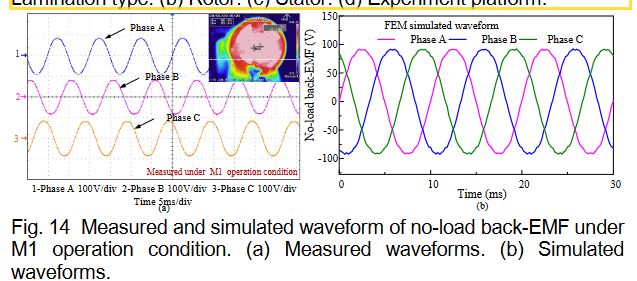 Lamination type. (b) Rotor. (c) Stator. (d) Experiment platform.
Phase A
Phase B
Phase C
1
2
3
Measured under M1 operation condition
1-Phase A 100V/div 2-Phase B 100V/div 3-Phase C 100V/div
Time 5ms/div
(a)
FEM simulated waveform
Phase A Phase B Phase C
No-load back-EMF (V)
150
100
50
0
-50
-100
0 10 20 30
Time (ms)
(b)
Fig. 14 Measured and simulated waveform of no-load back-EMF under
M1 operation condition. (a) Measured waveforms. (b) Simulated
waveforms.